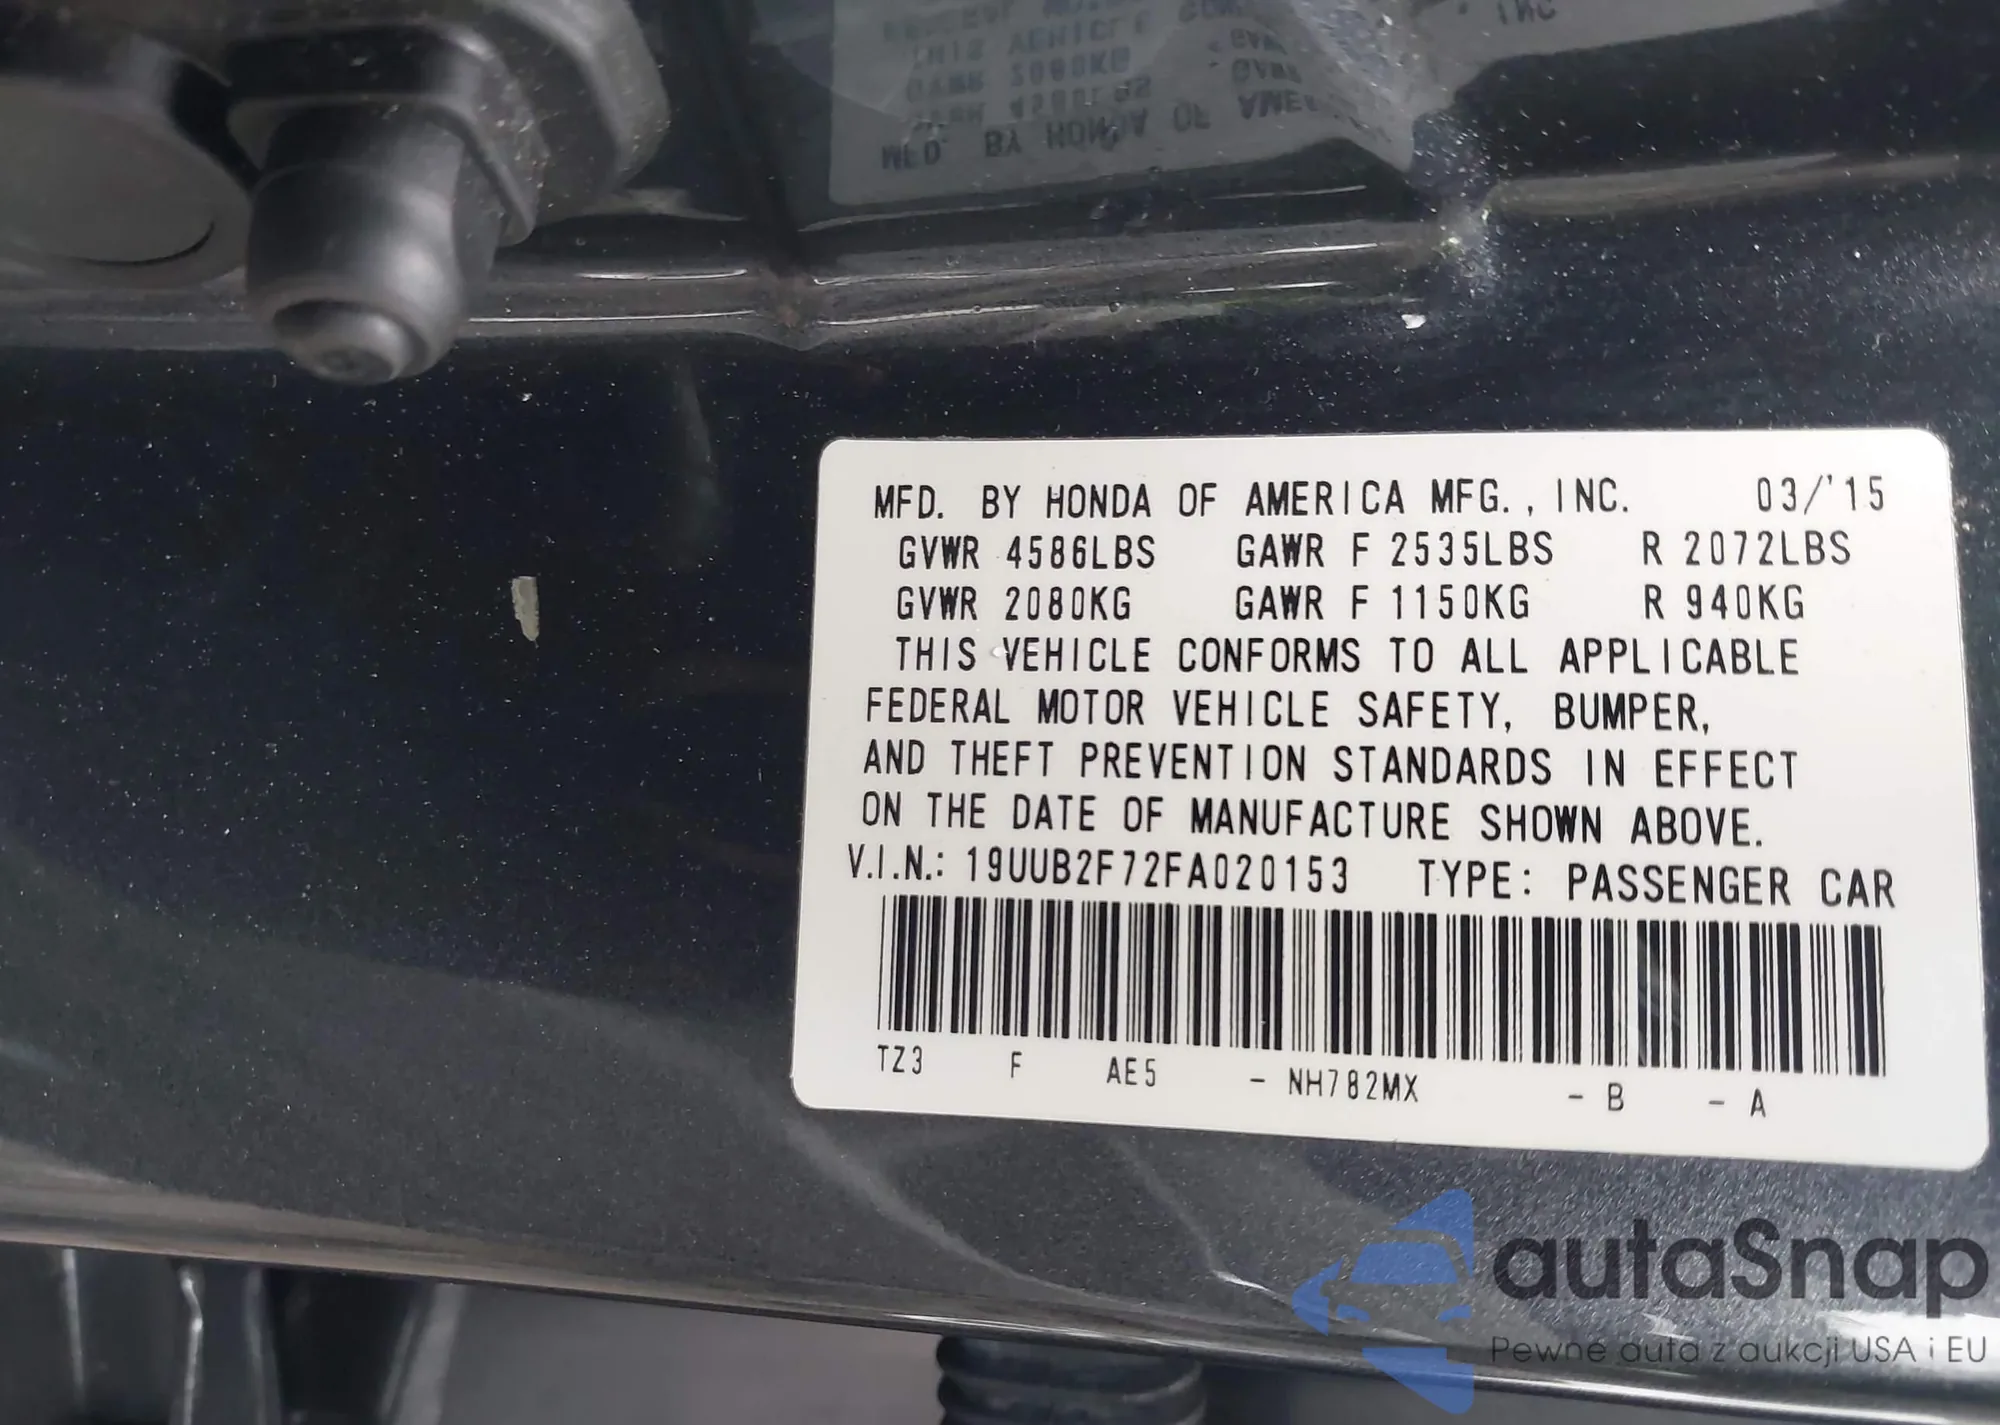 MFD. BY HONDA OF AMERICA MFG., INC. 03/'15
GVWR 4586LBS GAWR F 2535LBS R 2072LBS
GVWR 2080KG GAWR F 1150KG R 940KG
THIS VEHICLE CONFORMS TO ALL APPLICABLE
FEDERAL MOTOR VEHICLE SAFETY, BUMPER,
AND THEFT PREVENTION STANDARDS IN EFFECT
ON THE DATE OF MANUFACTURE SHOWN ABOVE.
V.I.N.: 19UUB2F72FA020153 TYPE: PASSENGER CAR
TZ3 F AE5 - NH782MX - B - A
autaSnap
Pewne auta z aukcji USA i EU